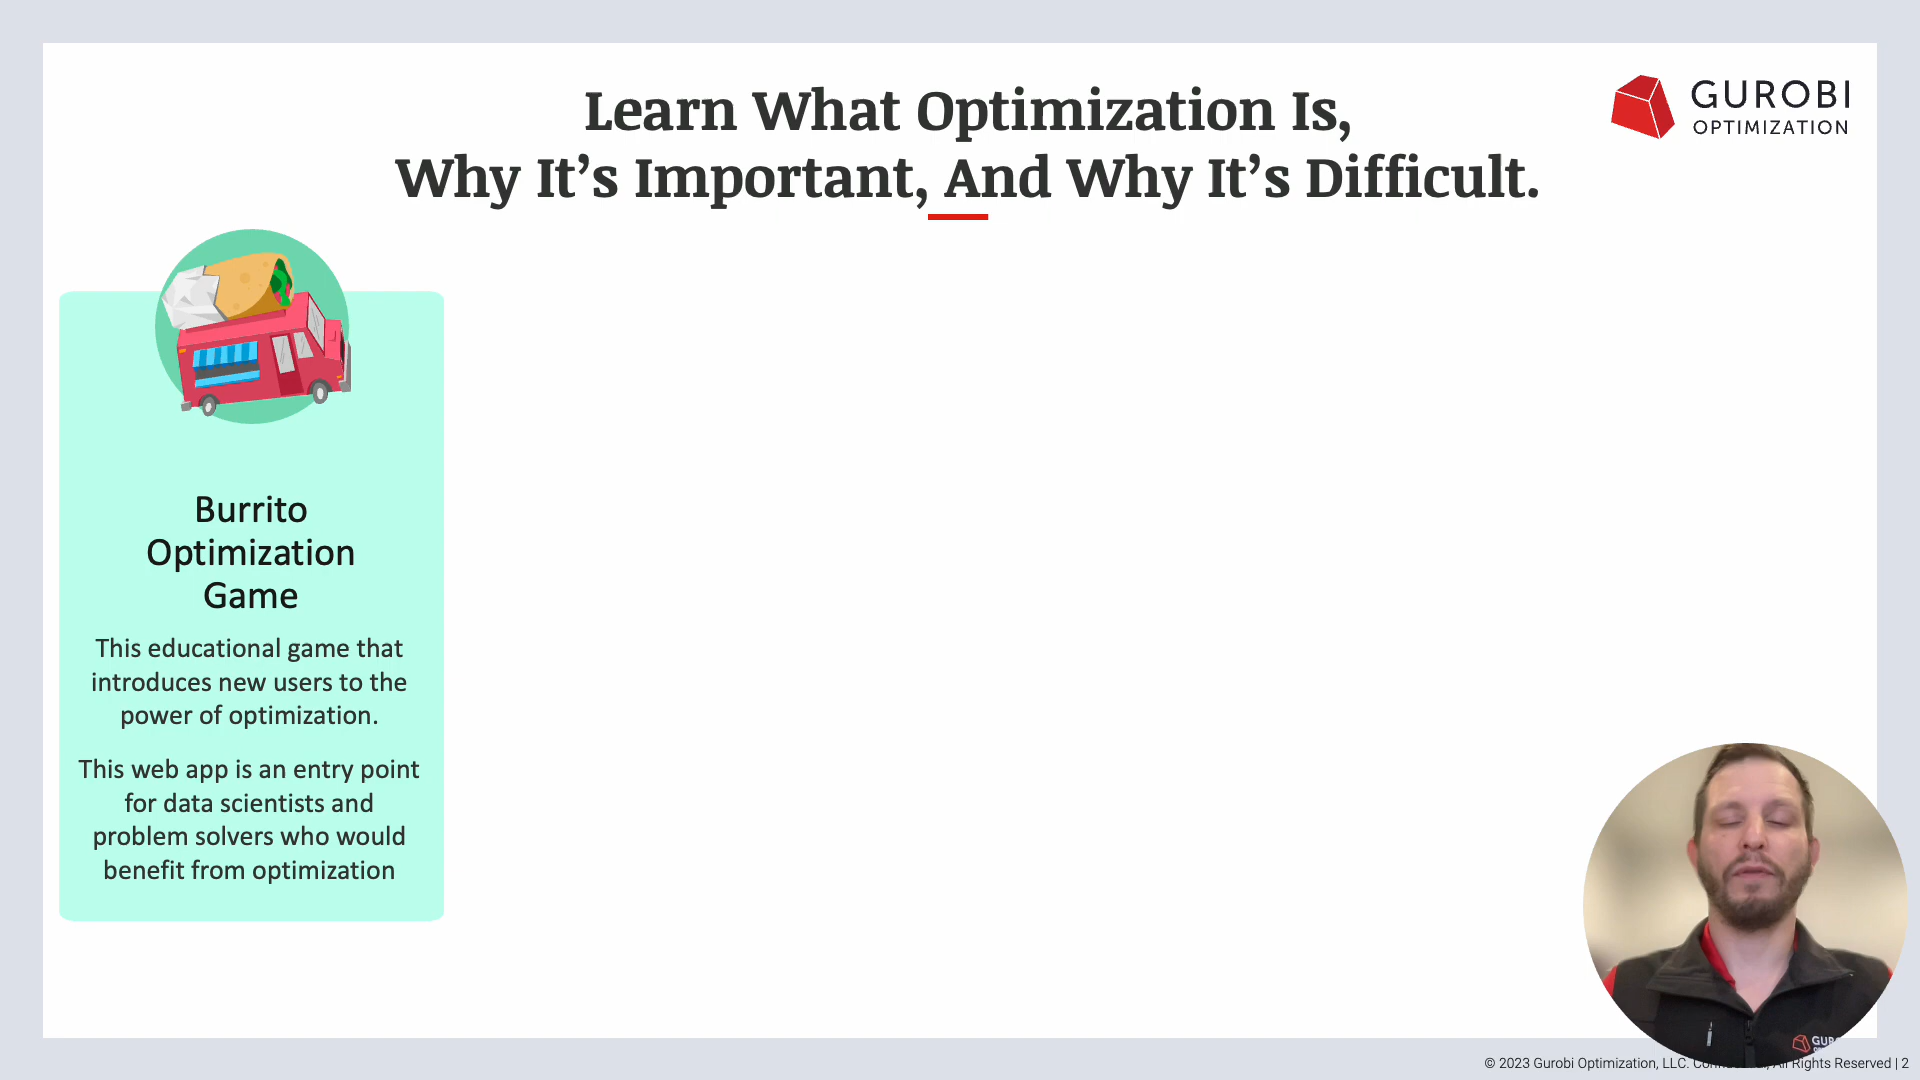 Learn What Optimization Is,
Why It’s Important, And Why It’s Difficult.
GUROBI
OPTIMIZATION
Burrito
Optimization
Game
This educational game that
introduces new users to the
power of optimization.
This web app is an entry point
for data scientists and
problem solvers who would
benefit from optimization
© 2023 Gurobi Optimization, LLC. All Rights Reserved | 2